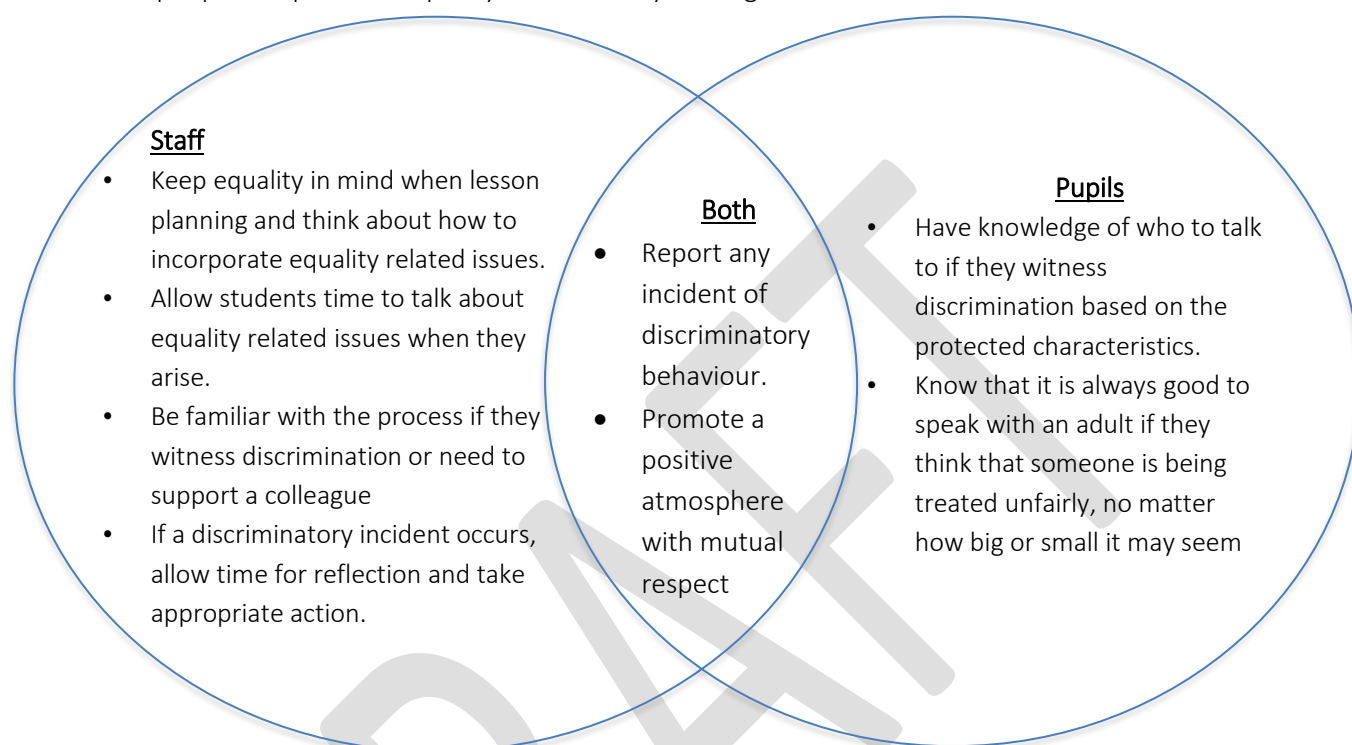 Staff
• Keep equality in mind when lesson
planning and think about how to
incorporate equality related issues.
• Allow students time to talk about
equality related issues when they
arise.
• Be familiar with the process if they
witness discrimination or need to
support a colleague
• If a discriminatory incident occurs,
allow time for reflection and take
appropriate action.
Both
● Report any
incident of
discriminatory
behaviour.
● Promote a
positive
atmosphere
with mutual
respect
Pupils
• Have knowledge of who to talk
to if they witness
discrimination based on the
protected characteristics.
• Know that it is always good to
speak with an adult if they
think that someone is being
treated unfairly, no matter
how big or small it may seem